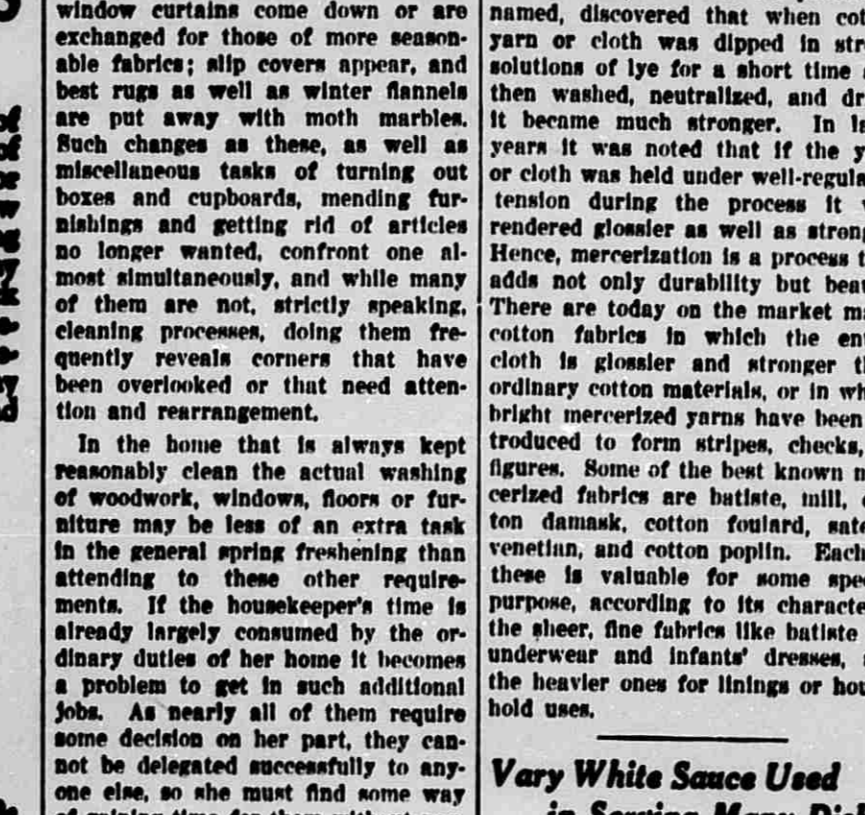 window curtains come down or are
exchanged for those of more season-
able fabrics; slip covers appear, and
best rugs as well as winter flannels
are put away with moth marbles.
Such changes as these, as well as
miscellaneous tasks of turning out
boxes and cupboards, mending fur-
nishings and getting rid of articles
no longer wanted, confront one al-
most simultaneously, and while many
of them are not, strictly speaking,
cleaning processes, doing them fre-
quently reveals corners that have
been overlooked or that need atten-
tion and rearrangement.
In the home that is always kept
reasonably clean the actual washing
of woodwork, windows, floors or fur-
niture may be less of an extra task
in the general spring freshening than
attending to these other require-
ments. If the housekeeper's time is
already largely consumed by the or-
dinary duties of her home it becomes
a problem to get in such additional
jobs. As nearly all of them require
some decision on her part, they can-
not be delegated successfully to any-
one else, so she must find some way
named, discovered that when
yarn or cloth was dipped in
solutions of lye for a short time
then washed, neutralized, and
it became much stronger. In
years it was noted that if the
or cloth was held under
tension during the process it
rendered glossier as well as
Hence, mercerization is a process
adds not only durability but
There are today on the market
cotton fabrics in which the
cloth is glossier and stronger
ordinary cotton materials, or in
bright mercerized yarns have been
troduced to form stripes, checks,
figures. Some of the best known
cerized fabrics are batiste, mill,
ton damask, cotton foulard,
venetian, and cotton poplin. Each
these is valuable for some
purpose, according to its
the sheer, fine fabrics like batiste
underwear and infants' dresses,
the heavier ones for linings or
hold uses.
Vary White Sauce Used
in Serving Many